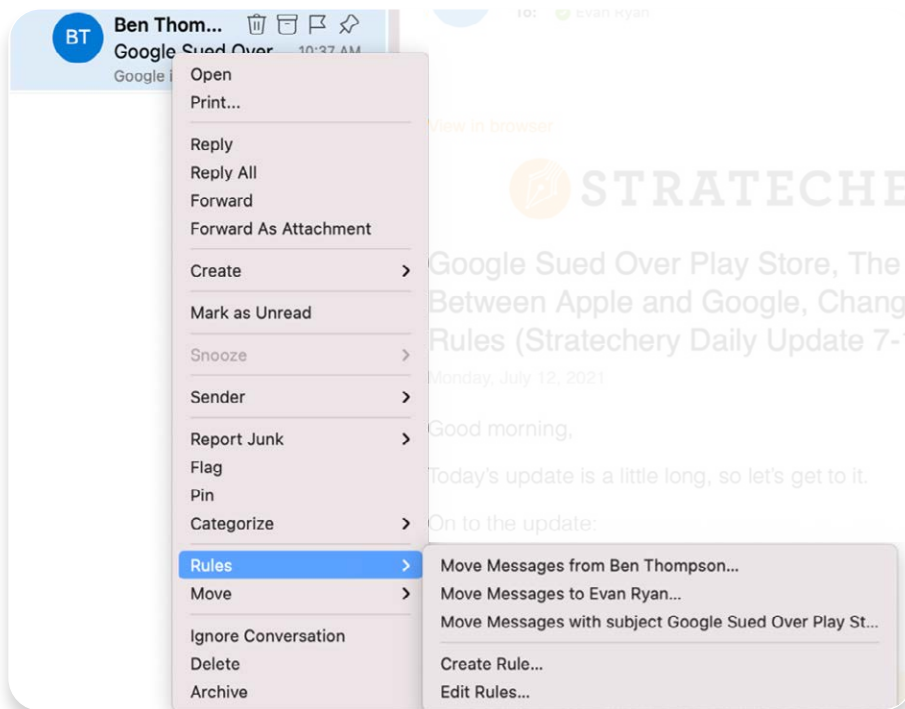 BT
Ben Thom...
Google Sued Over 10:37 AM
Google i
To: Evan Ryan
View in browser
STRATECHE
Google Sued Over Play Store, The
Between Apple and Google, Chang
Rules (Stratechery Daily Update 7-1
Monday, July 12, 2021
Good morning,
Today's update is a little long, so let's get to it.
On to the update:
Open
Print...
Reply
Reply All
Forward
Forward As Attachment
Create
Mark as Unread
Snooze
Sender
Report Junk
Flag
Pin
Categorize
Rules
Move
Ignore Conversation
Delete
Archive
Move Messages from Ben Thompson...
Move Messages to Evan Ryan...
Move Messages with subject Google Sued Over Play St...
Create Rule...
Edit Rules...